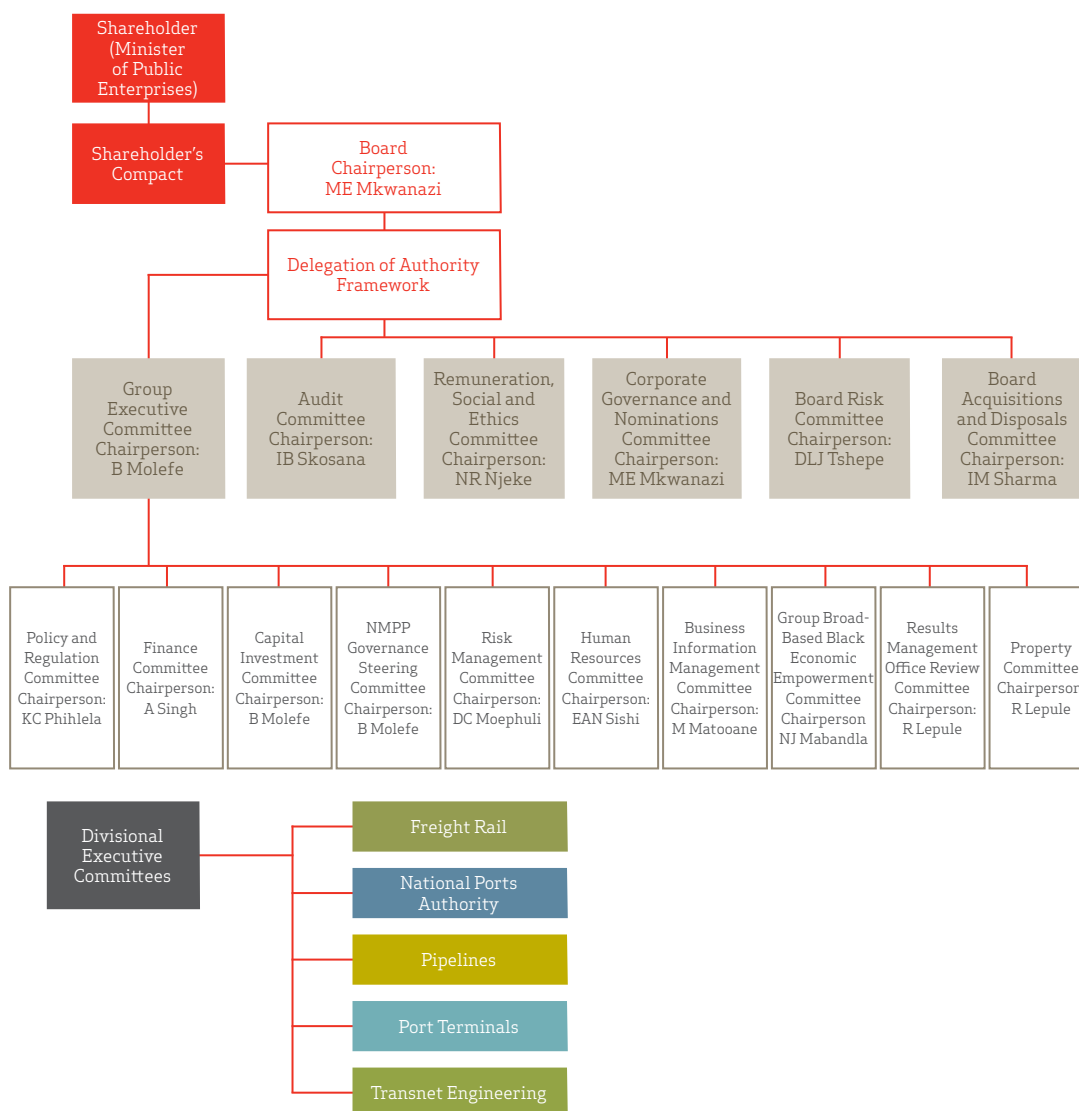 Shareholder
(Minister
of Public
Enterprises)
Shareholder's
Compact
Board
Chairperson:
ME Mkwanazi
Delegation of Authority
Framework
Group
Executive
Committee
Chairperson:
B Molefe
Audit
Committee
Chairperson:
IB Skosana
Remuneration,
Social and
Ethics
Committee
Chairperson:
NR Njeke
Corporate
Governance and
Nominations
Committee
Chairperson:
ME Mkwanazi
Board Risk
Committee
Chairperson:
DLJ Tshepe
Board
Acquisitions
and Disposals
Committee
Chairperson:
IM Sharma
Policy and
Regulation
Committee
Chairperson:
KC Phihlela
Finance
Committee
Chairperson:
A Singh
Capital
Investment
Committee
Chairperson:
B Molefe
NMPP
Governance
Steering
Committee
Chairperson:
B Molefe
Risk
Management
Committee
Chairperson:
DC Moephuli
Human
Resources
Committee
Chairperson:
EAN Sishi
Business
Information
Management
Committee
Chairperson:
M Matooane
Group Broad-
Based Black
Economic
Empowerment
Committee
Chairperson
NJ Mabandla
Results
Management
Office Review
Committee
Chairperson:
R Lepule
Property
Committee
Chairperson
R Lepule
Divisional
Executive
Committees
Freight Rail
National Ports
Authority
Pipelines
Port Terminals
Transnet Engineering